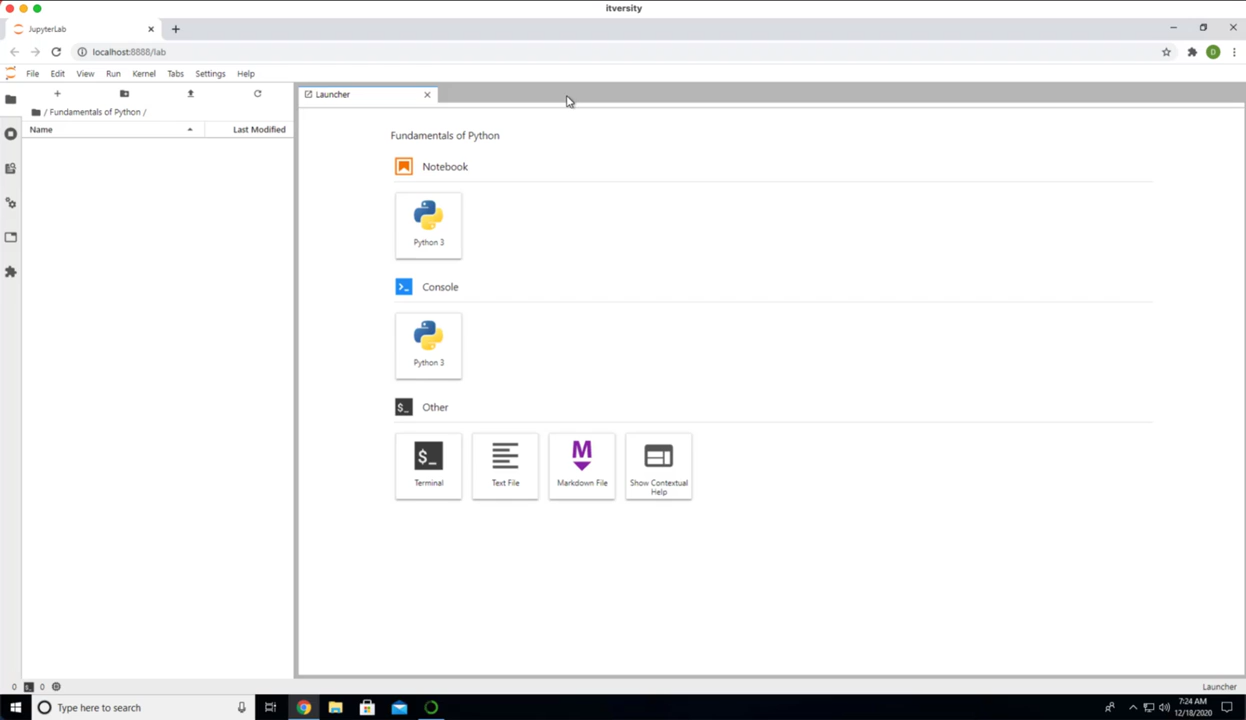 itversity
JupyterLab
localhost:8888/lab
D
File Edit View Run Kernel Tabs Settings Help
Launcher
/ Fundamentals of Python /
Name Last Modified
Fundamentals of Python
Notebook
Python 3
Console
Python 3
$_ Other
$_
M
Terminal
Text File
Markdown File
Show Contextual
Help
0 0
Launcher
Type here to search
7:24 AM
12/18/2020